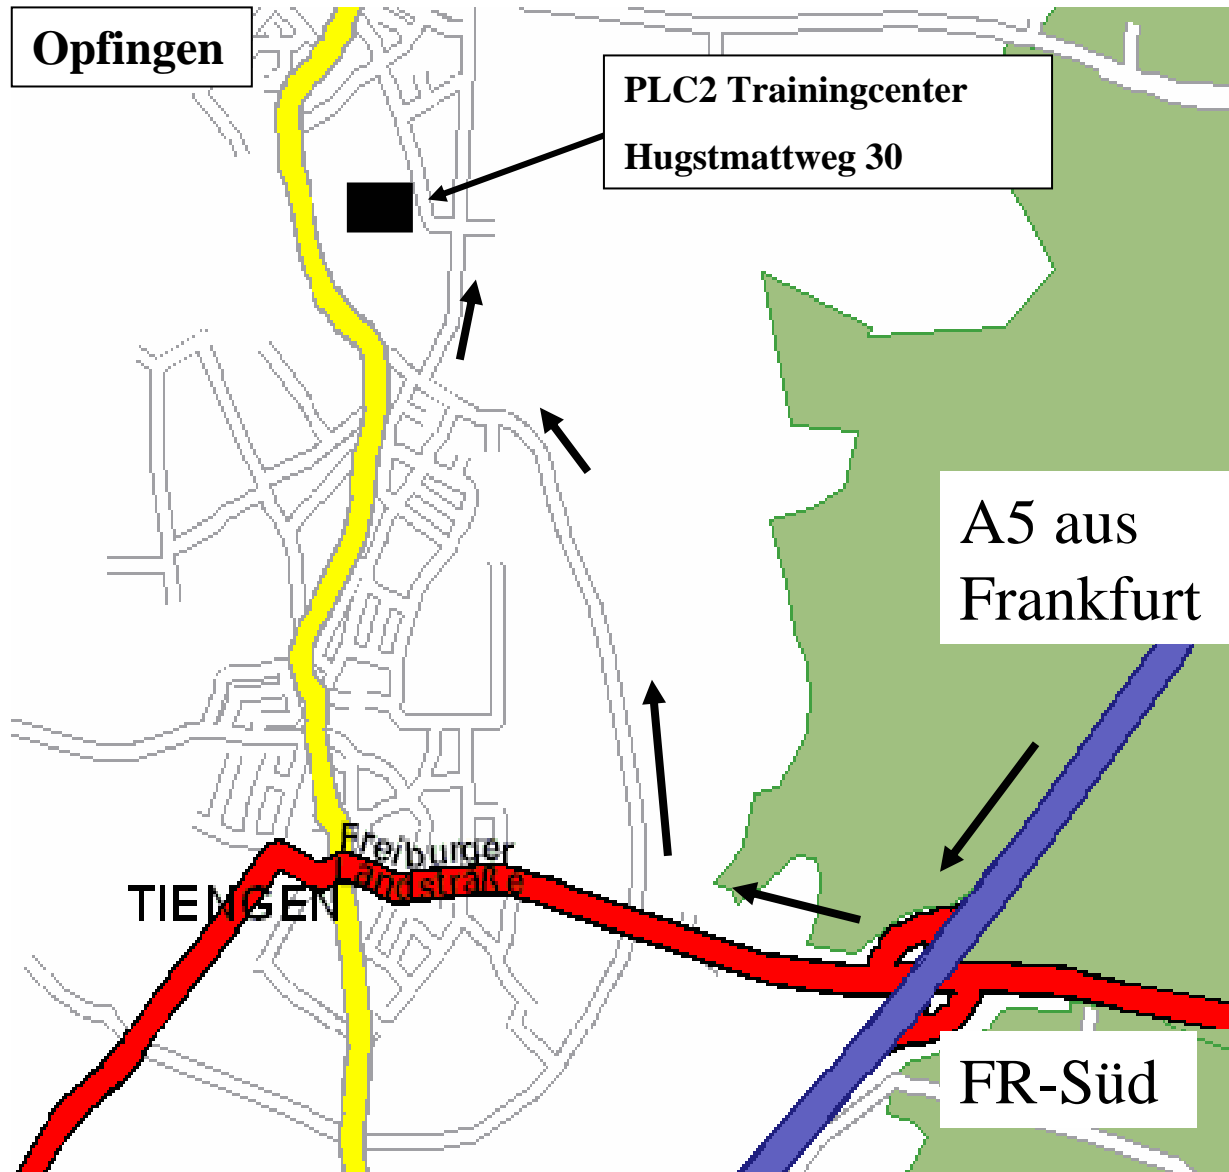 Opfingen
PLC2 Trainingcenter
Hugstmattweg 30
A5 aus
Frankfurt
Freiburger
Landstraße
TIENGEN
FR-Süd